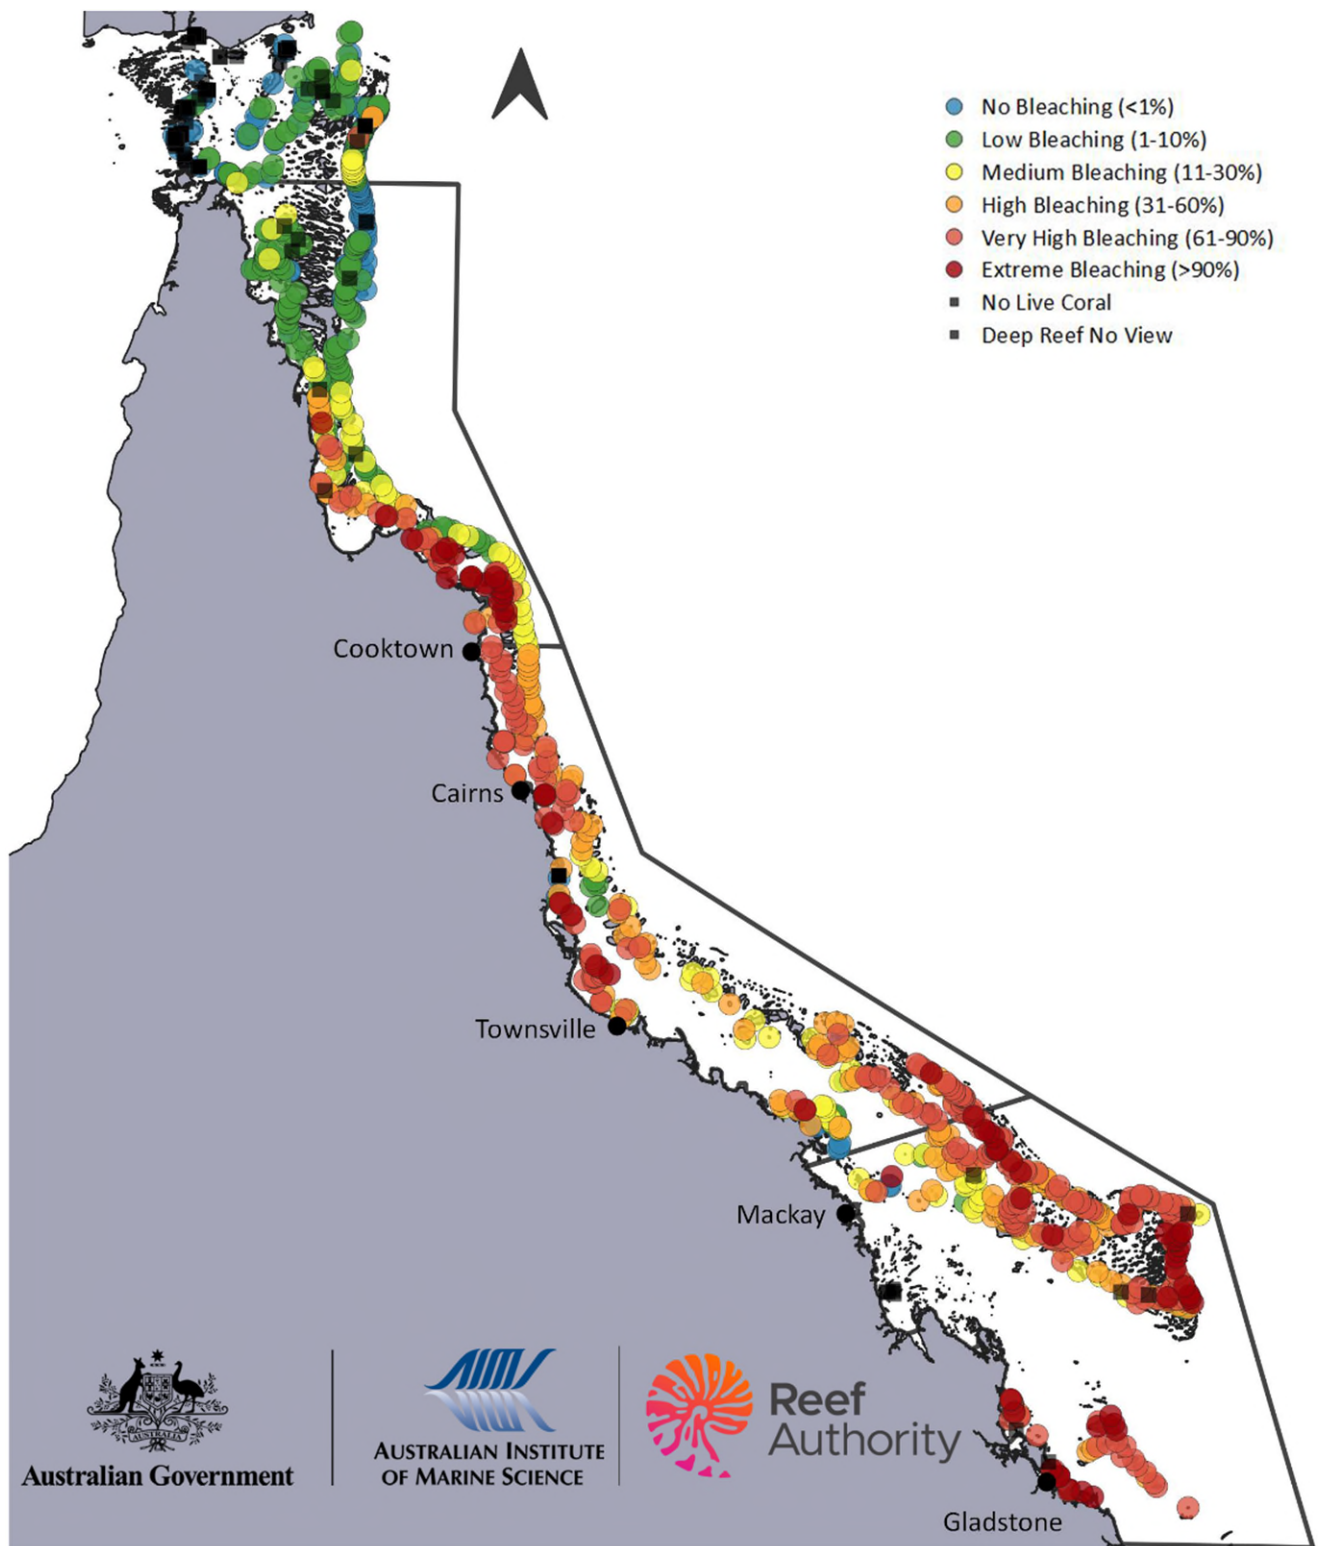 No Bleaching (<1%)
Low Bleaching (1-10%)
Medium Bleaching (11-30%)
High Bleaching (31-60%)
Very High Bleaching (61-90%)
Extreme Bleaching (>90%)
No Live Coral
Deep Reef No View
Cooktown
Cairns
Townsville
Mackay
Gladstone
AUSTRALIA
Australian Government
AIMS
AUSTRALIAN INSTITUTE
OF MARINE SCIENCE
Reef
Authority